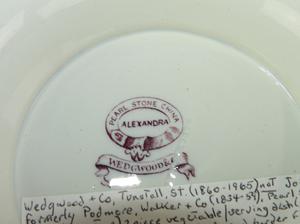 PEARL STONE CHINA
ALEXANDRA
WEDGWOOD&
Wedgwood + Co, Tunstall, ST. (1860-1965) not Jo
formerly Podmore, Walker + Co (1834-59), Pearl
vegetable serving dish
border